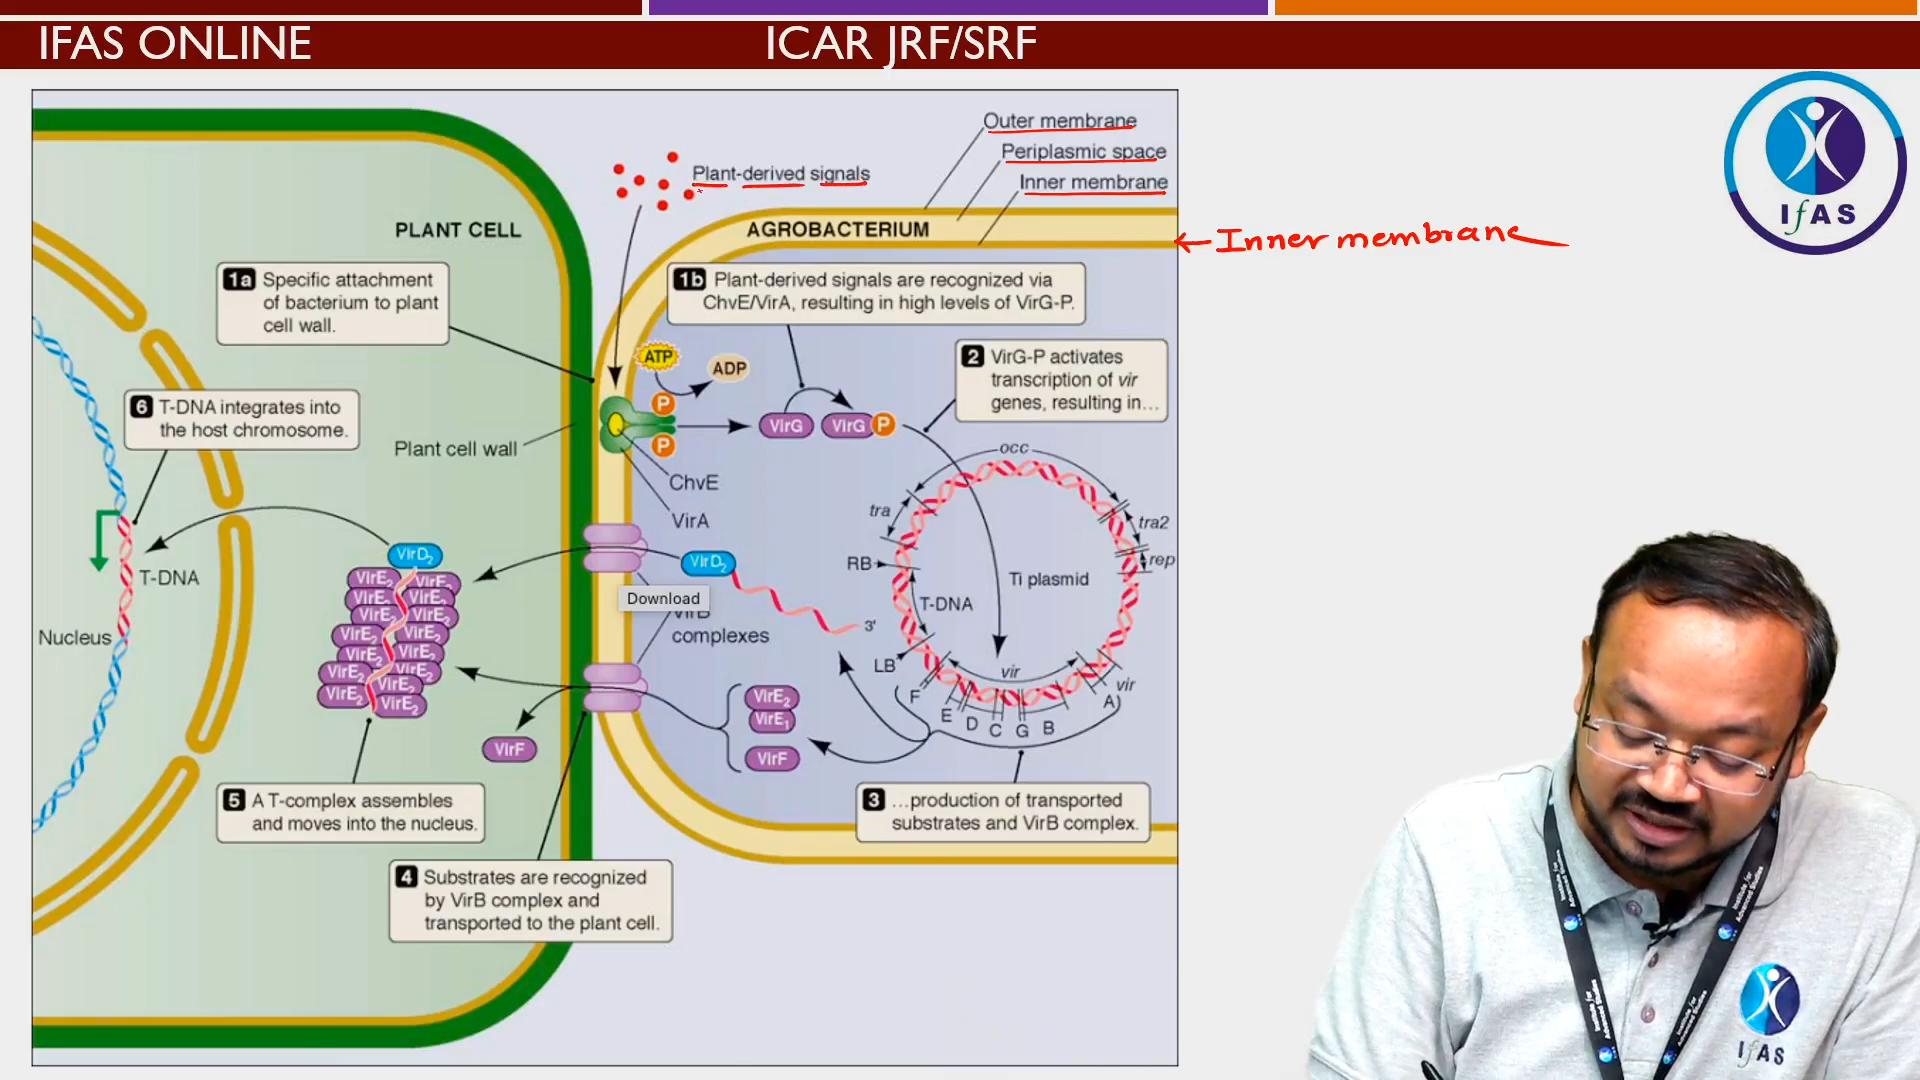 IFAS ONLINE
ICAR JRF/SRF
Outer membrane
Periplasmic space
Inner membrane
Plant-derived signals
← Inner membrane
IfAS
PLANT CELL
AGROBACTERIUM
1a Specific attachment
of bacterium to plant
cell wall.
1b Plant-derived signals are recognized via
ChvE/VirA, resulting in high levels of VirG-P.
2 VirG-P activates
transcription of vir
genes, resulting in…
ATP
ADP
P
P
VirG
VirG P
6 T-DNA integrates into
the host chromosome.
Plant cell wall
ChvE
VirA
occ
tra
tra2
rep
RB
Ti plasmid
T-DNA
LB
vir
vir
F
E
D
C
G
B
A
VirD2
VirD2
3'
Download
VirB
complexes
T-DNA
Nucleus
VirE2 VirE2
VirE2 VirE2
VirE2 VirE2
VirE2 VirE2
VirE2 VirE2
VirE2 VirE2
VirE2 VirE2
VirE2
VirE2
VirE1
VirF
VirF
5 A T-complex assembles
and moves into the nucleus.
3 …production of transported
substrates and VirB complex.
4 Substrates are recognized
by VirB complex and
transported to the plant cell.
Institute for
Advanced Studies
IfAS